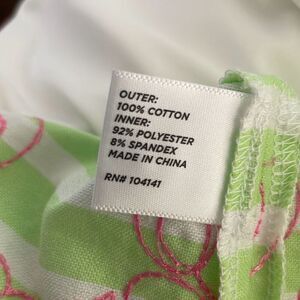 OUTER:
100% COTTON
INNER:
92% POLYESTER
8% SPANDEX
MADE IN CHINA
RN# 104141